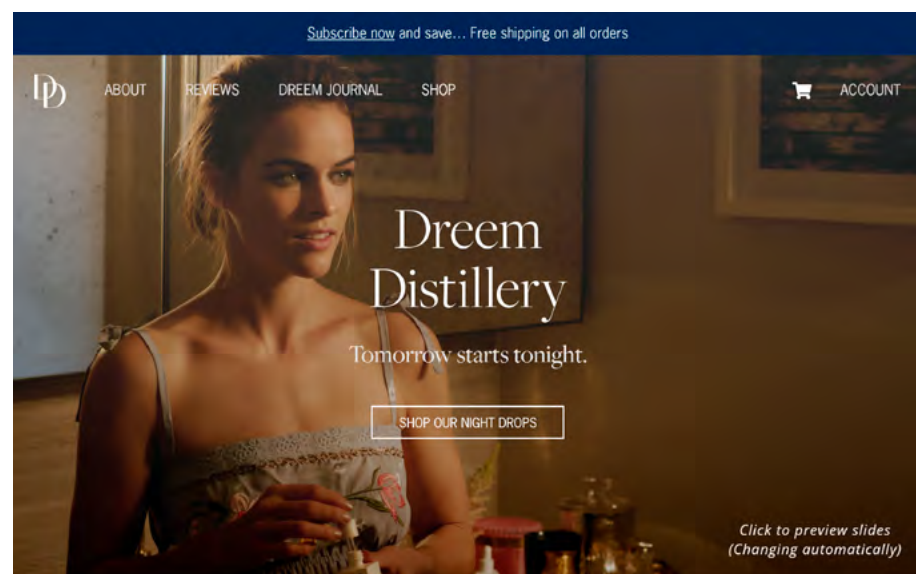 Subscribe now and save... Free shipping on all orders
DD ABOUT REVIEWS DREEM JOURNAL SHOP ACCOUNT
Dreem
Distillery
Tomorrow starts tonight.
SHOP OUR NIGHT DROPS
Click to preview slides
(Changing automatically)